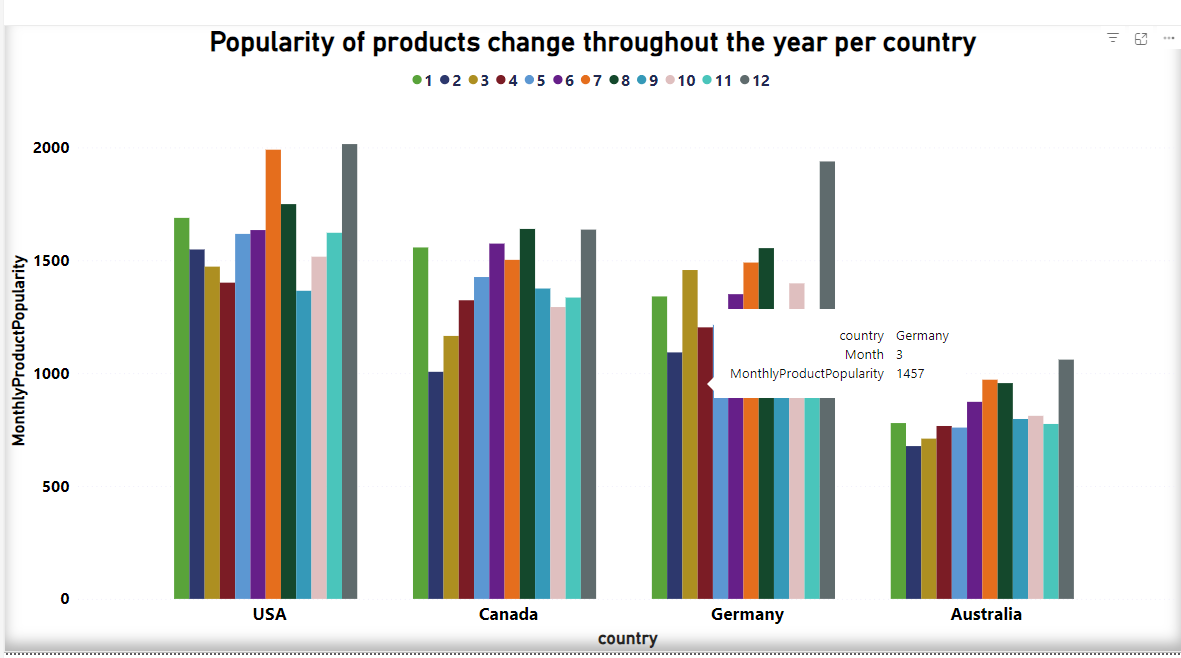 Popularity of products change throughout the year per country
1 2 3 4 5 6 7 8 9 10 11 12
MonthlyProductPopularity
2000
1500
1000
500
0
country Germany
Month 3
MonthlyProductPopularity 1457
USA Canada Germany Australia
country